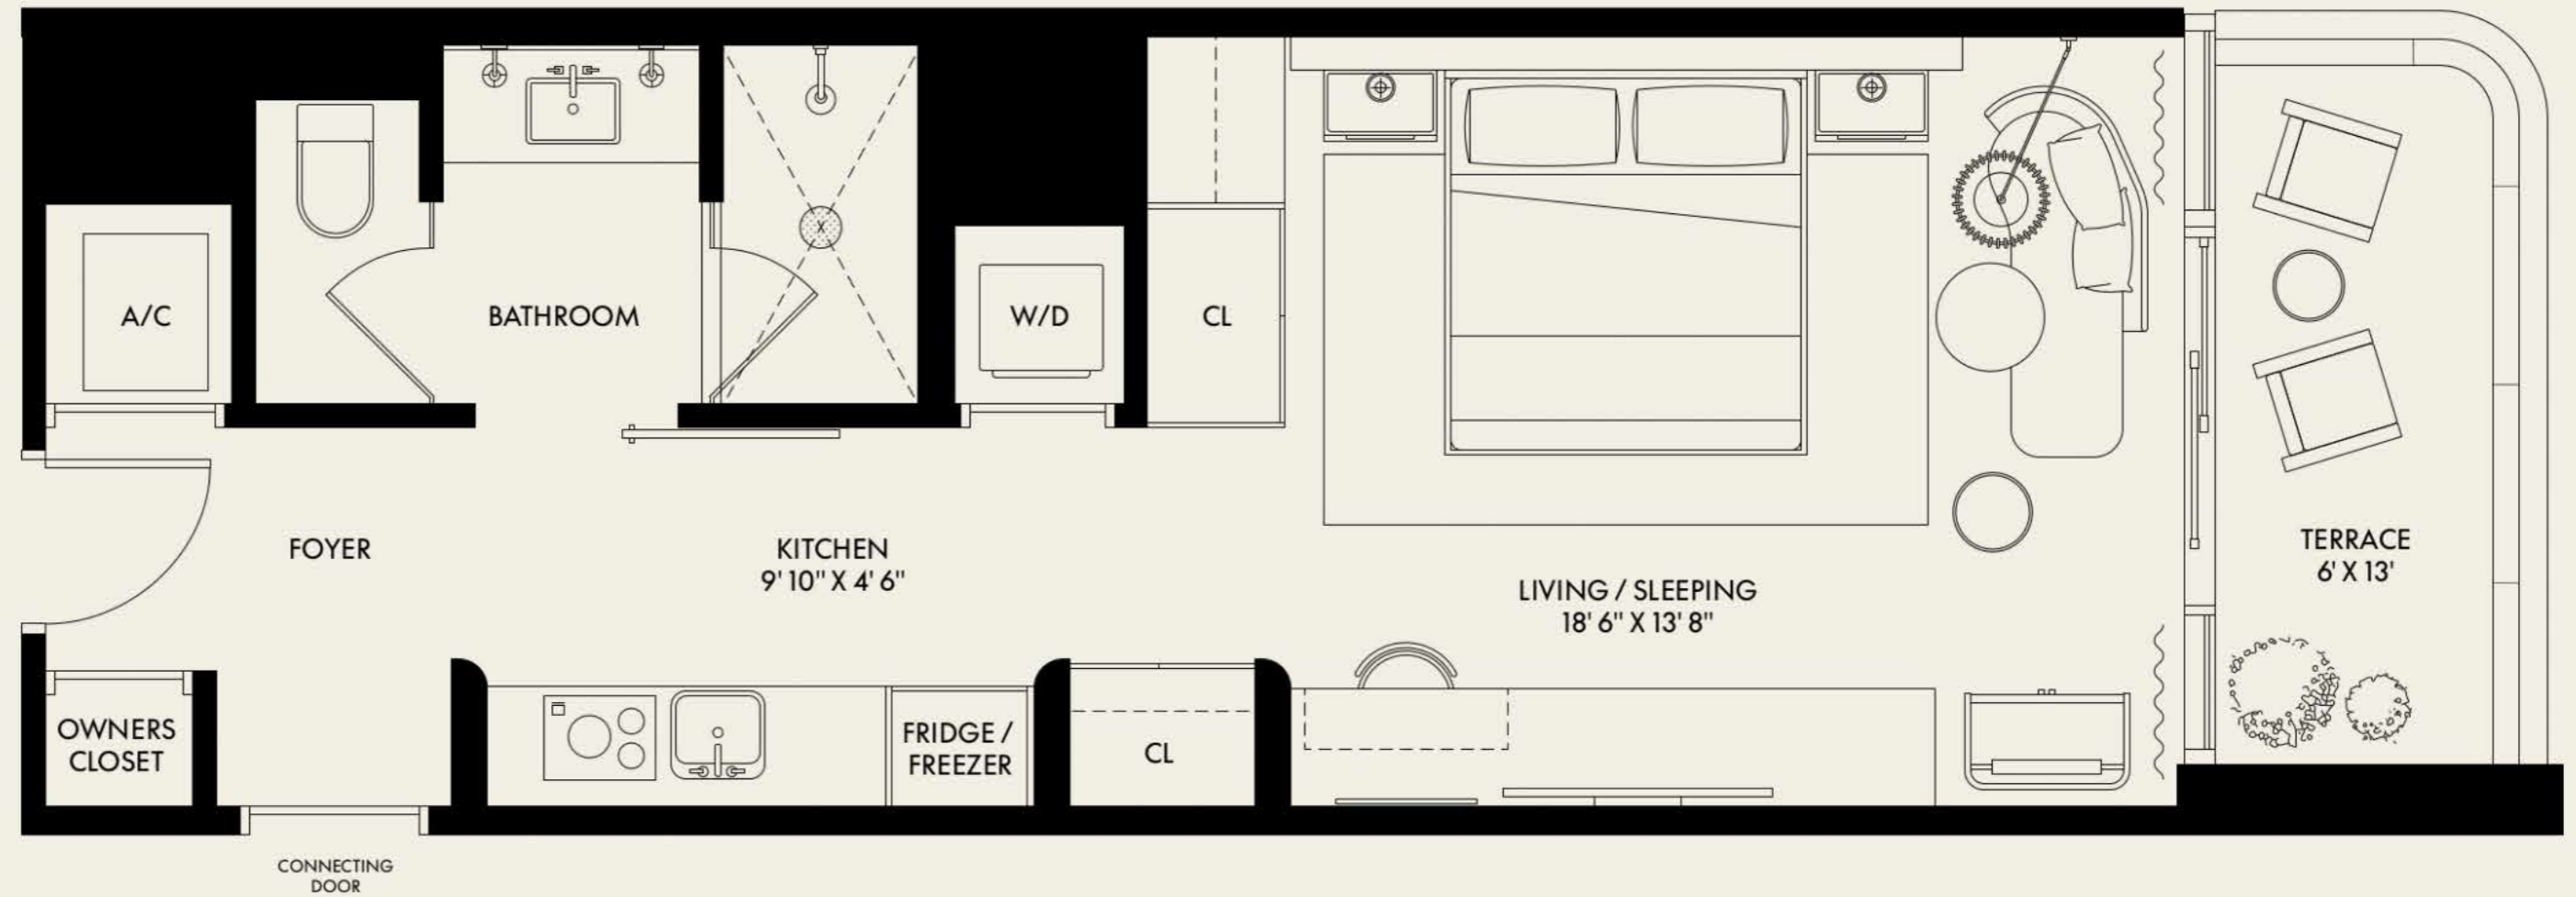 A/C
BATHROOM
W/D
CL
FOYER
KITCHEN
9' 10" X 4' 6"
LIVING / SLEEPING
18' 6" X 13' 8"
TERRACE
6' X 13'
OWNERS
CLOSET
FRIDGE /
FREEZER
CL
CONNECTING
DOOR
X